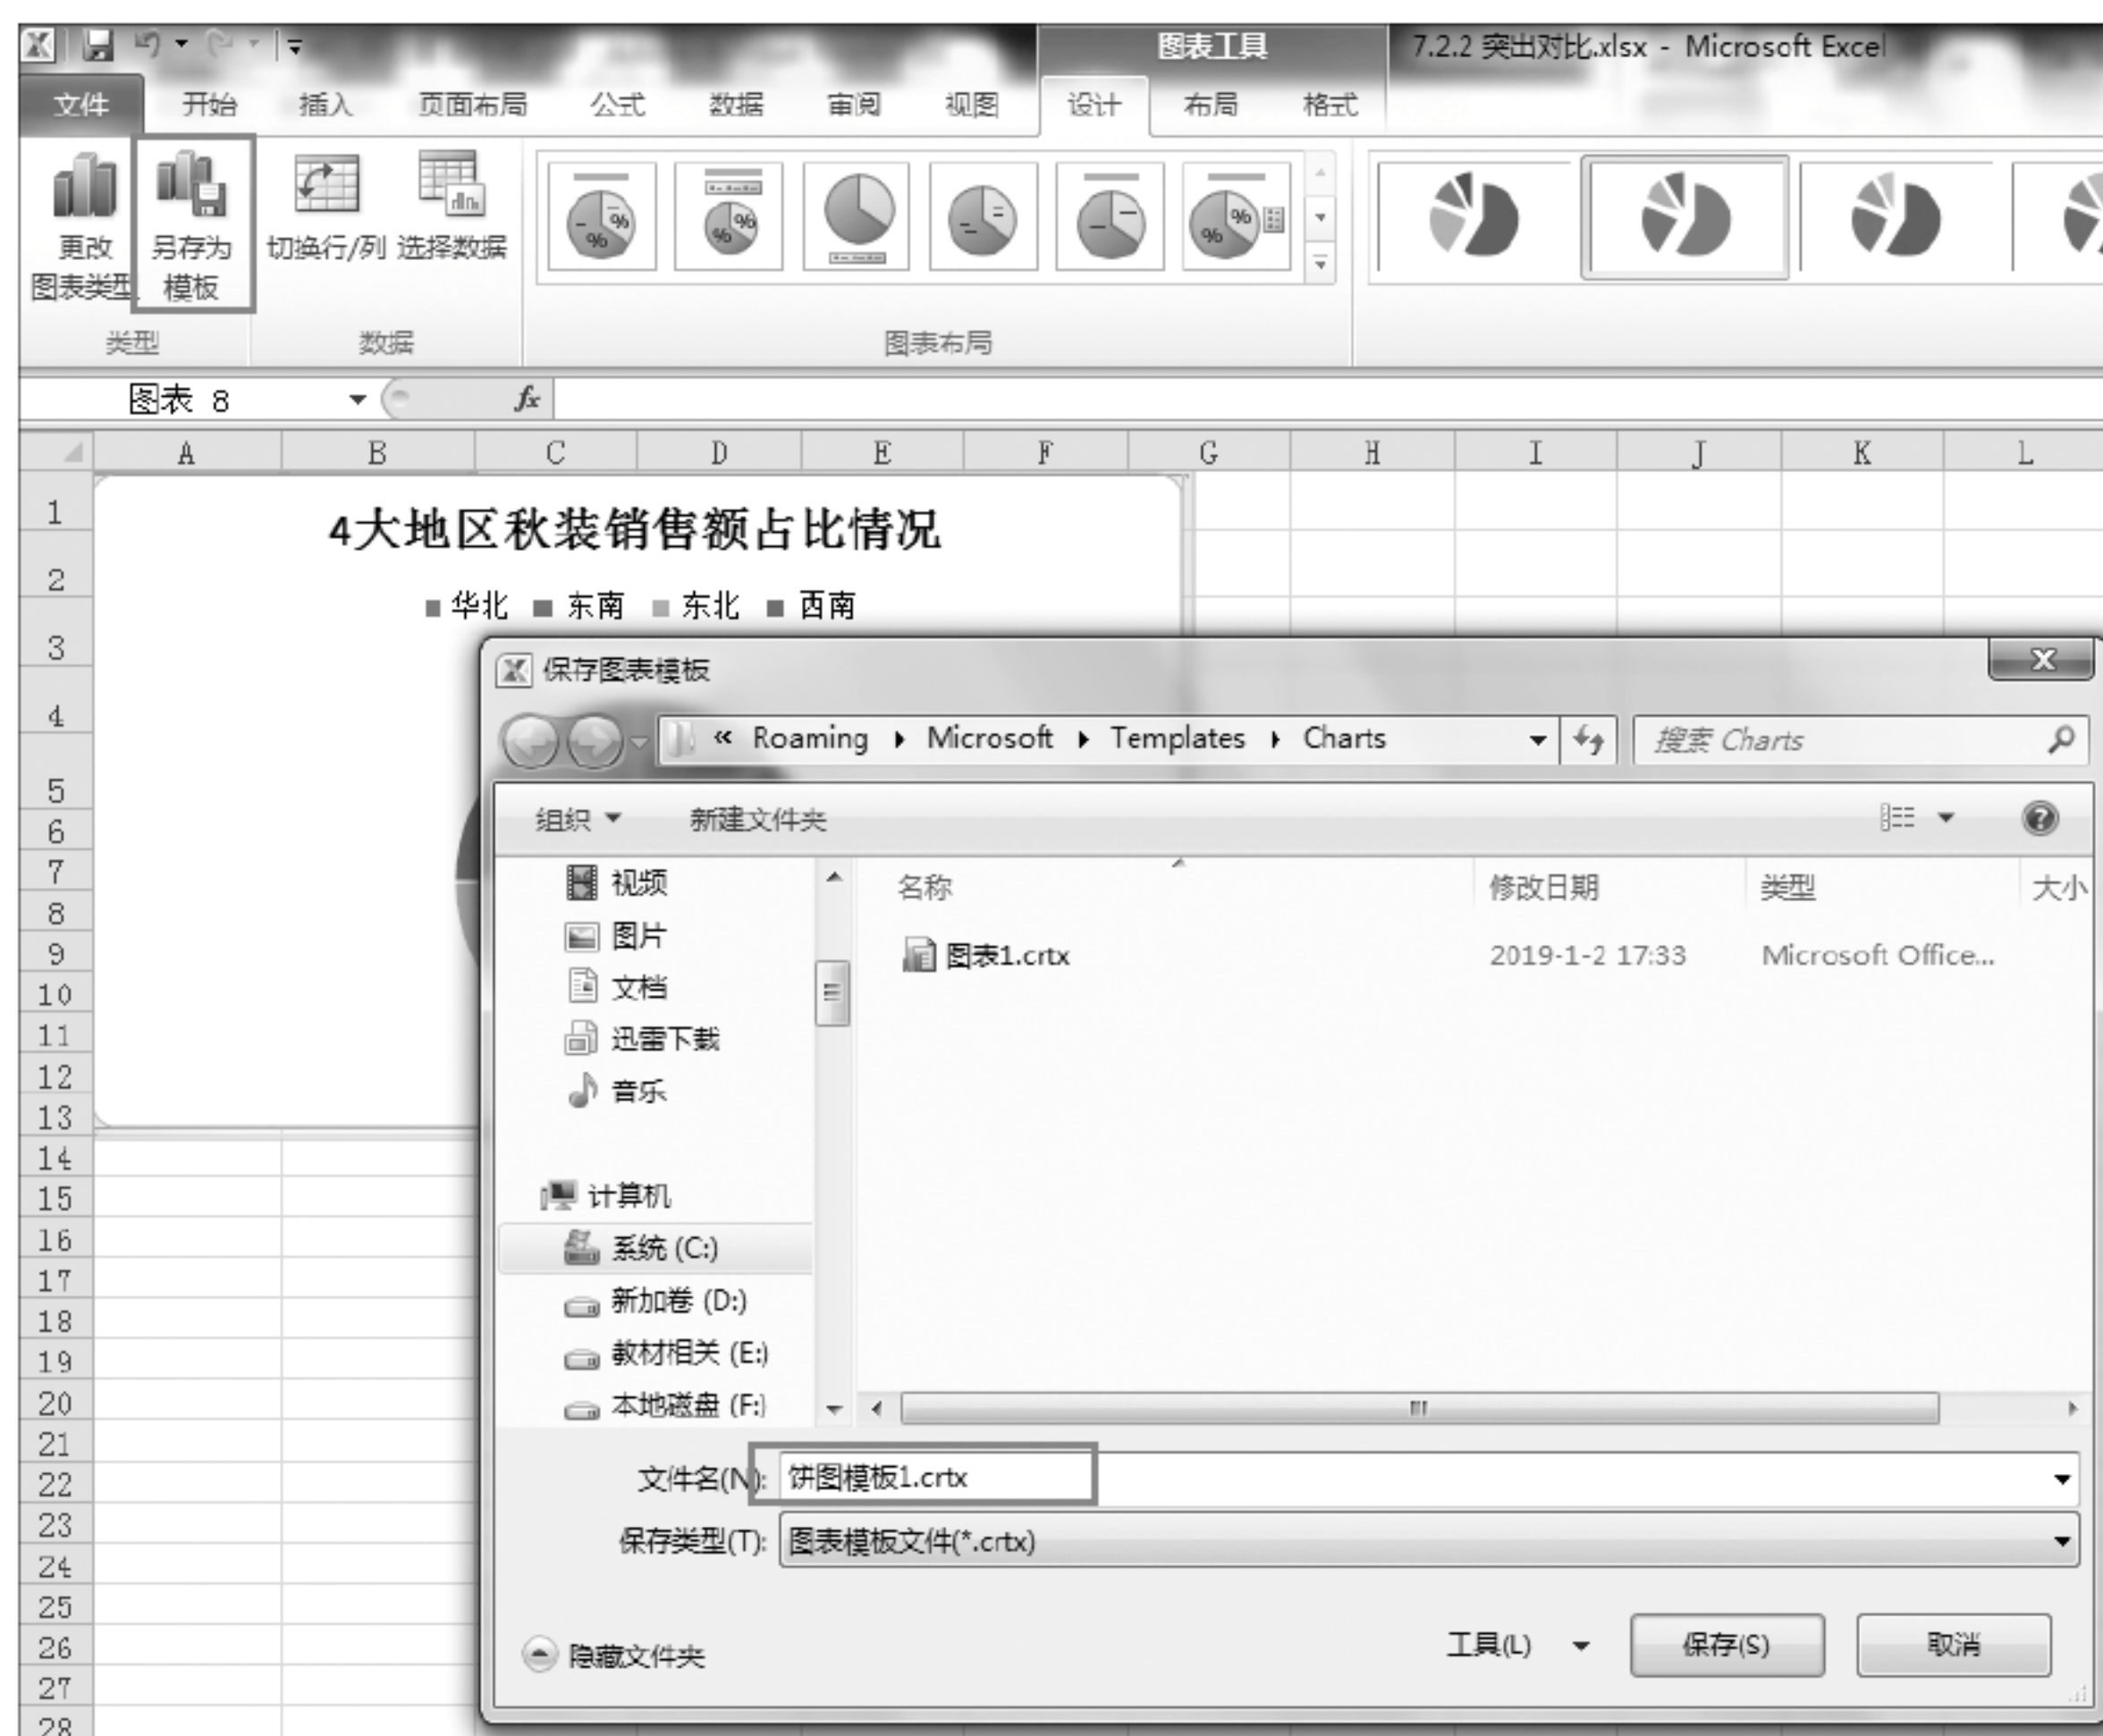 图表工具
7.2.2 突出对比.xlsx - Microsoft Excel
文件 开始 插入 页面布局 公式 数据 审阅 视图 设计 布局 格式
更改
图表类型
另存为
模板
切换行/列
选择数据
类型 数据 图表布局
图表 8
fx
A B C D E F G H I J K L
1
2
3
4
5
6
7
8
9
10
11
12
13
14
15
16
17
18
19
20
21
22
23
24
25
26
27
28
4大地区秋装销售额占比情况
华北 东南 东北 西南
保存图表模板
« Roaming Microsoft Templates Charts
搜索 Charts
组织 新建文件夹
视频
图片
文档
迅雷下载
音乐
计算机
系统 (C:)
新加卷 (D:)
教材相关 (E:)
本地磁盘 (F:)
名称 修改日期 类型 大小
图表1.crtx 2019-1-2 17:33 Microsoft Office...
文件名(N): 饼图模板1.crtx
保存类型(T): 图表模板文件(*.crtx)
隐藏文件夹
工具(L) 保存(S) 取消